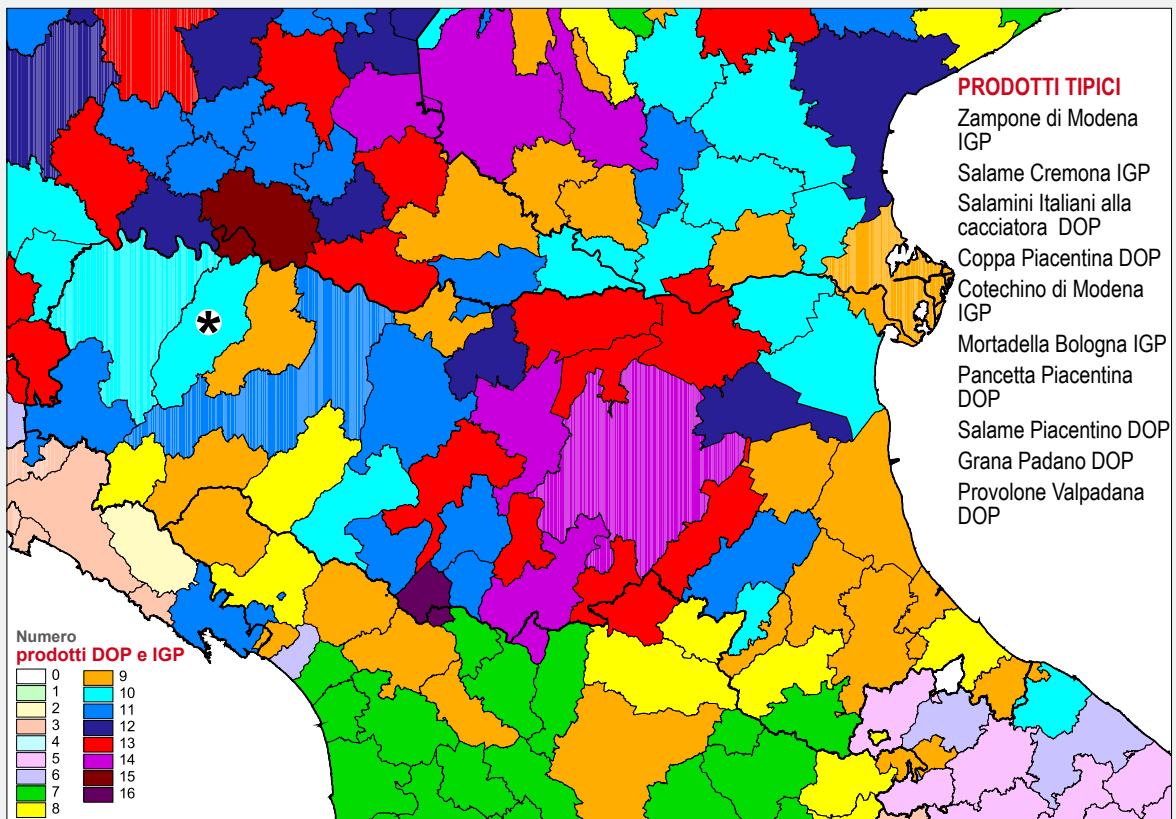 PRODOTTI TIPICI
Zampone di Modena
IGP
Salame Cremona IGP
Salamini Italiani alla
cacciatora DOP
Coppa Piacentina DOP
Cotechino di Modena
IGP
Mortadella Bologna IGP
Pancetta Piacentina
DOP
Salame Piacentino DOP
Grana Padano DOP
Provolone Valpadana
DOP
*
Numero
prodotti DOP e IGP
0
1
2
3
4
5
6
7
8
9
10
11
12
13
14
15
16